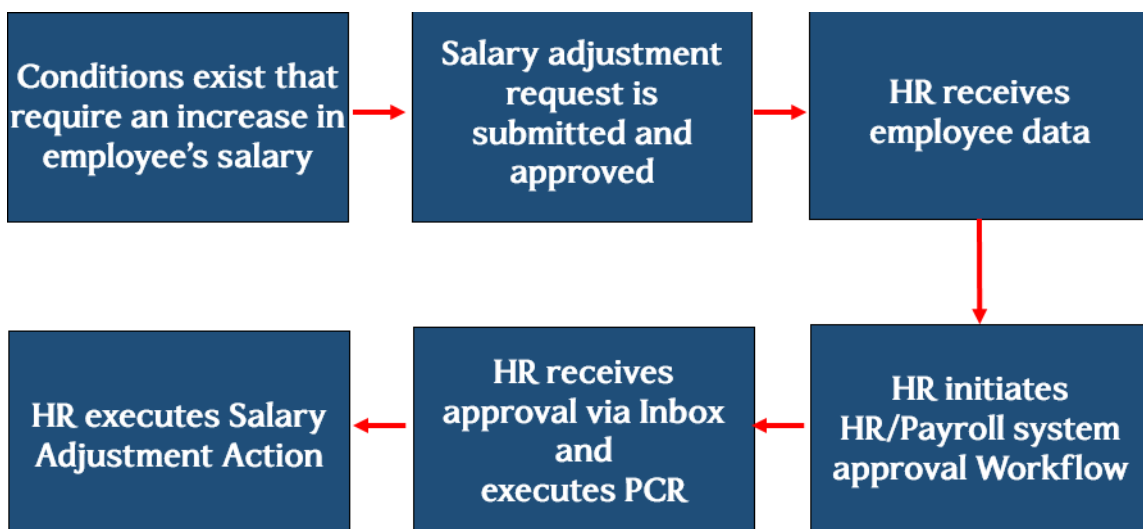 Conditions exist that
require an increase in
employee’s salary
Salary adjustment
request is
submitted and
approved
HR receives
employee data
HR initiates
HR/Payroll system
approval Workflow
HR receives
approval via Inbox
and
executes PCR
HR executes Salary
Adjustment Action